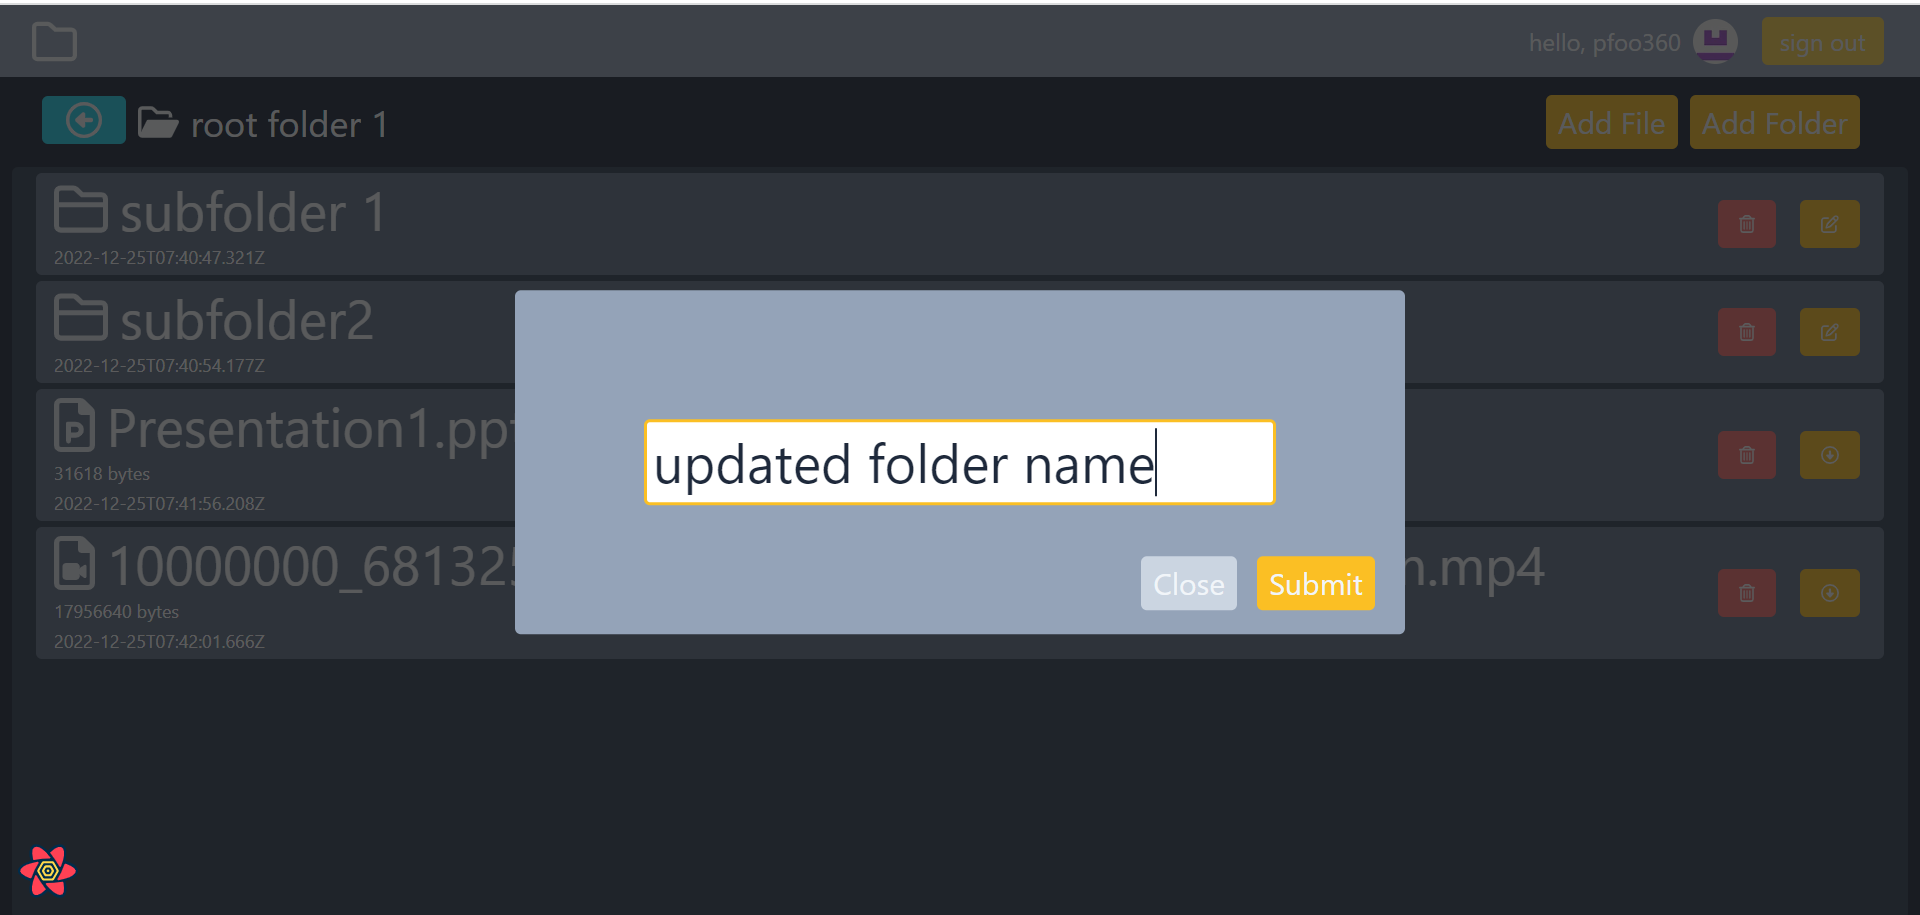 hello, pfoo360
sign out
root folder 1
Add File
Add Folder
subfolder 1
2022-12-25T07:40:47.321Z
subfolder2
2022-12-25T07:40:54.177Z
Presentation1.pp
31618 bytes
2022-12-25T07:41:56.208Z
updated folder name
10000000_68132
.mp4
17956640 bytes
2022-12-25T07:42:01.666Z
Close
Submit